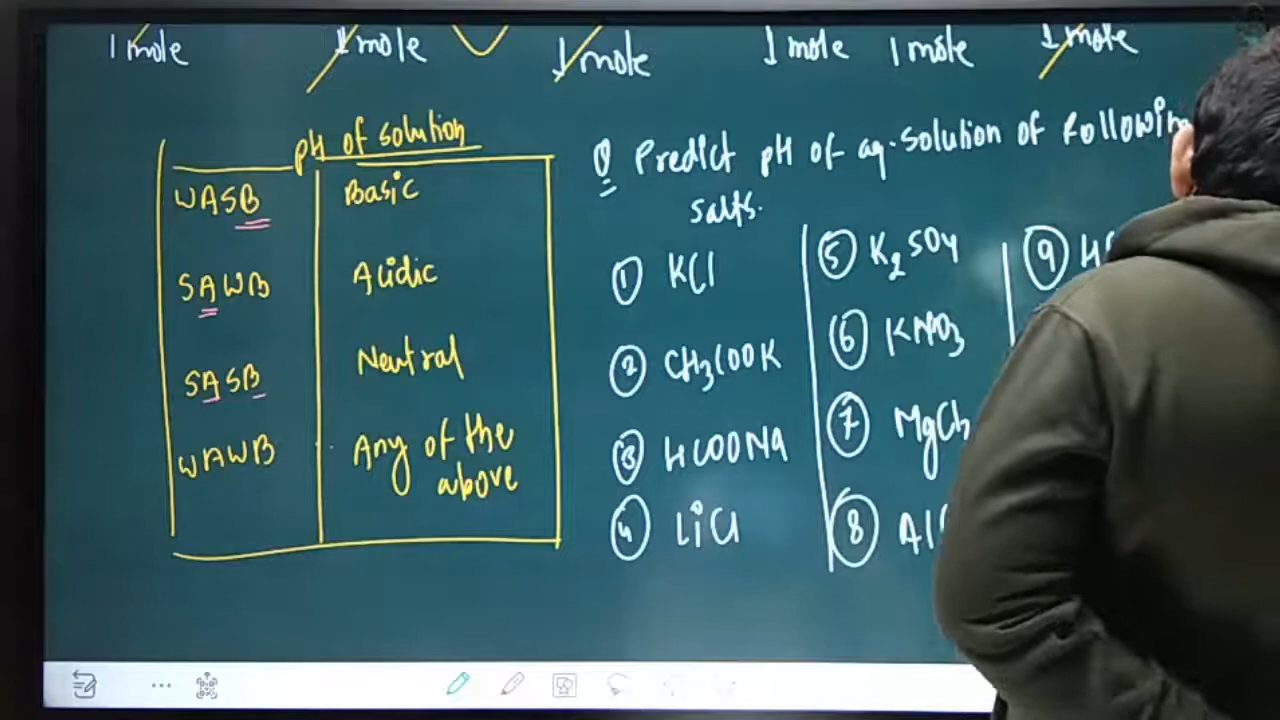 1 mole 1 mole 1 mole 1 mole 1 mole 1 mole
pH of solution
WASB Basic
SAWB Acidic
SASB Neutral
WAWB Any of the
above
Q Predict pH of aq. solution of
salts.
① KCl
② CH3COOK
③ HCOONa
④ LiCl
⑤ K2SO4
⑥ KNO3
⑦ MgCl2
⑧
⑨